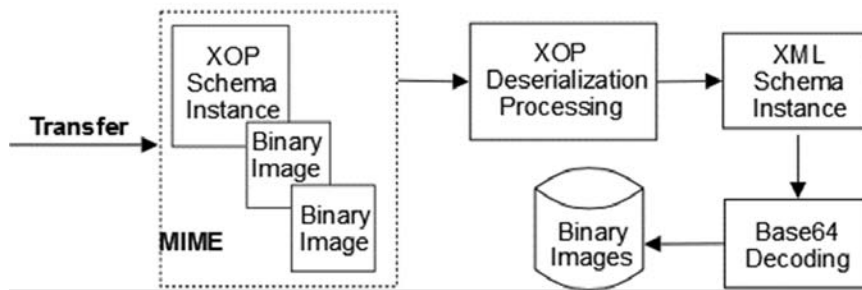 Transfer
XOP
Schema
Instance
Binary
Image
Binary
Image
MIME
XOP
Deserialization
Processing
XML
Schema
Instance
Base64
Decoding
Binary
Images